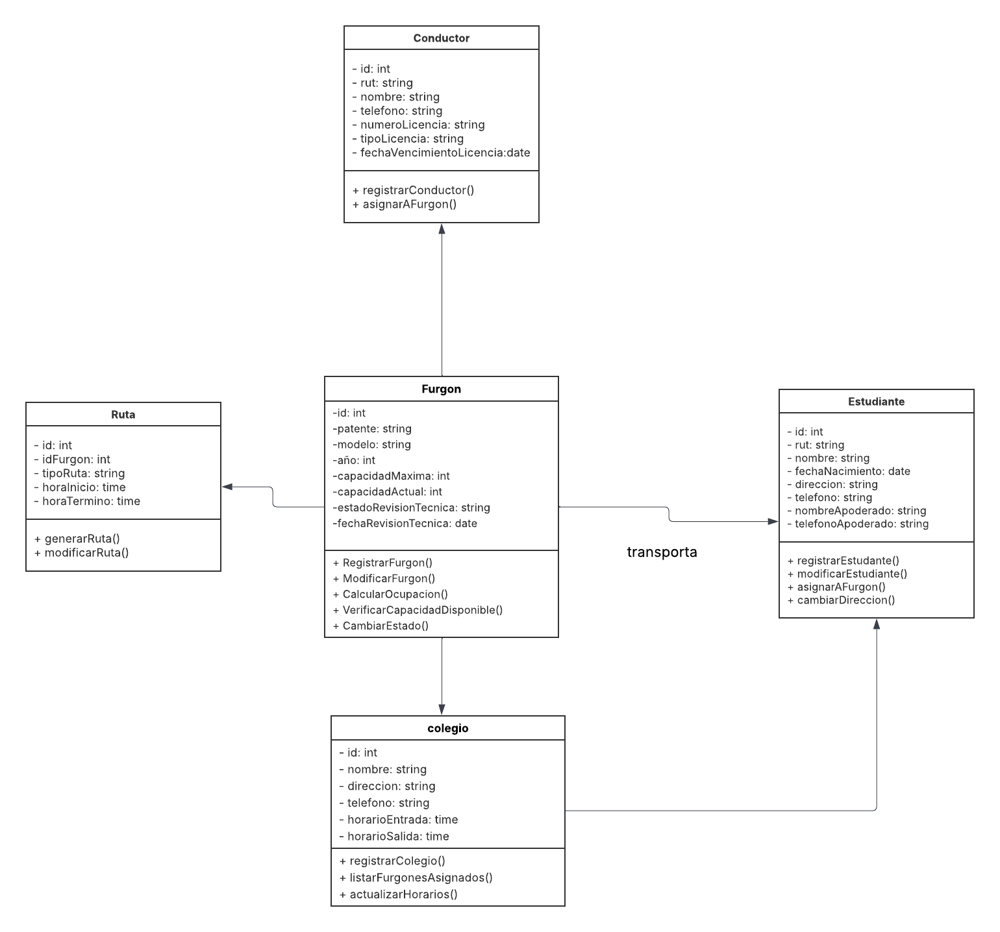 Conductor
- id: int
- rut: string
- nombre: string
- telefono: string
- numeroLicencia: string
- tipoLicencia: string
- fechaVencimientoLicencia:date
+ registrarConductor()
+ asignarAFurgon()
Ruta
- id: int
- idFurgon: int
- tipoRuta: string
- horaInicio: time
- horaTermino: time
+ generarRuta()
+ modificarRuta()
Furgon
-id: int
-patente: string
-modelo: string
-año: int
-capacidadMaxima: int
-capacidadActual: int
-estadoRevisionTecnica: string
-fechaRevisionTecnica: date
+ RegistrarFurgon()
+ ModificarFurgon()
+ CalcularOcupacion()
+ VerificarCapacidadDisponible()
+ CambiarEstado()
transporta
Estudiante
- id: int
- rut: string
- nombre: string
- fechaNacimiento: date
- direccion: string
- telefono: string
- nombreApoderado: string
- telefonoApoderado: string
+ registrarEstudante()
+ modificarEstudiante()
+ asignarAFurgon()
+ cambiarDireccion()
colegio
- id: int
- nombre: string
- direccion: string
- telefono: string
- horarioEntrada: time
- horarioSalida: time
+ registrarColegio()
+ listarFurgonesAsignados()
+ actualizarHorarios()